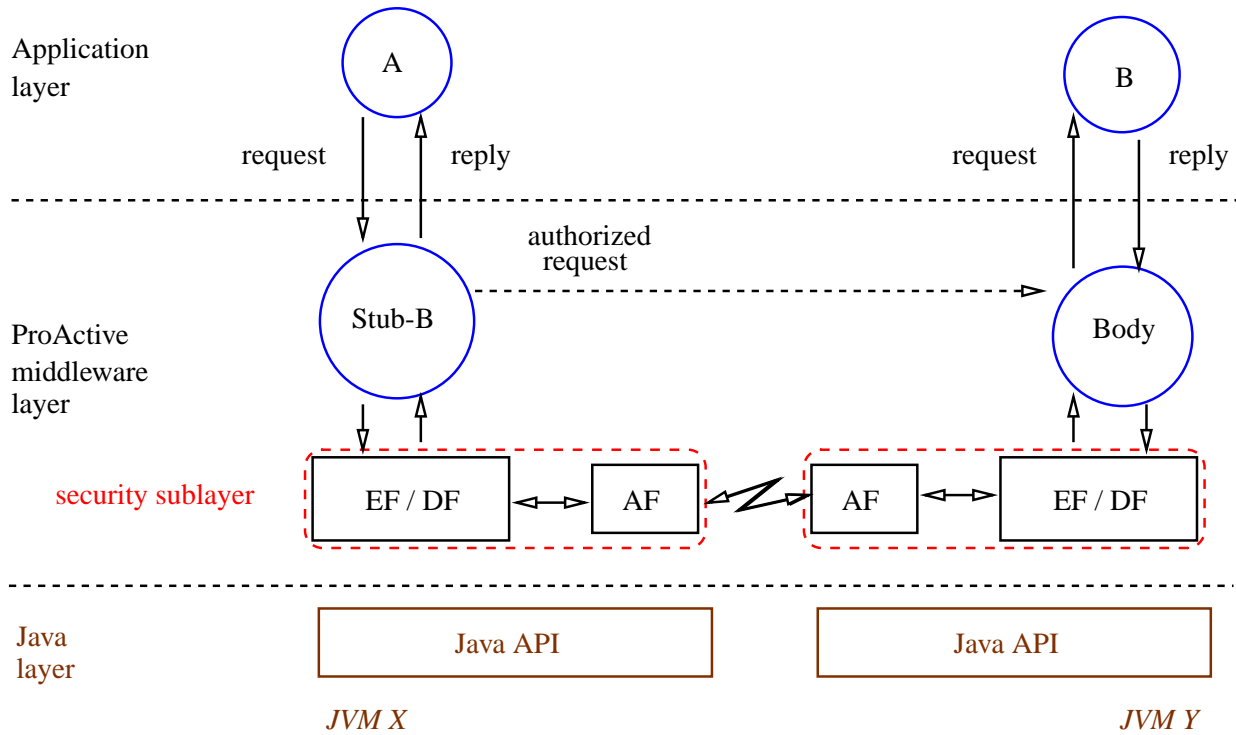 Application
layer
A
B
request
reply
request
reply
authorized
request
Stub-B
Body
ProActive
middleware
layer
security sublayer
EF / DF
AF
AF
EF / DF
Java
layer
Java API
Java API
JVM X
JVM Y